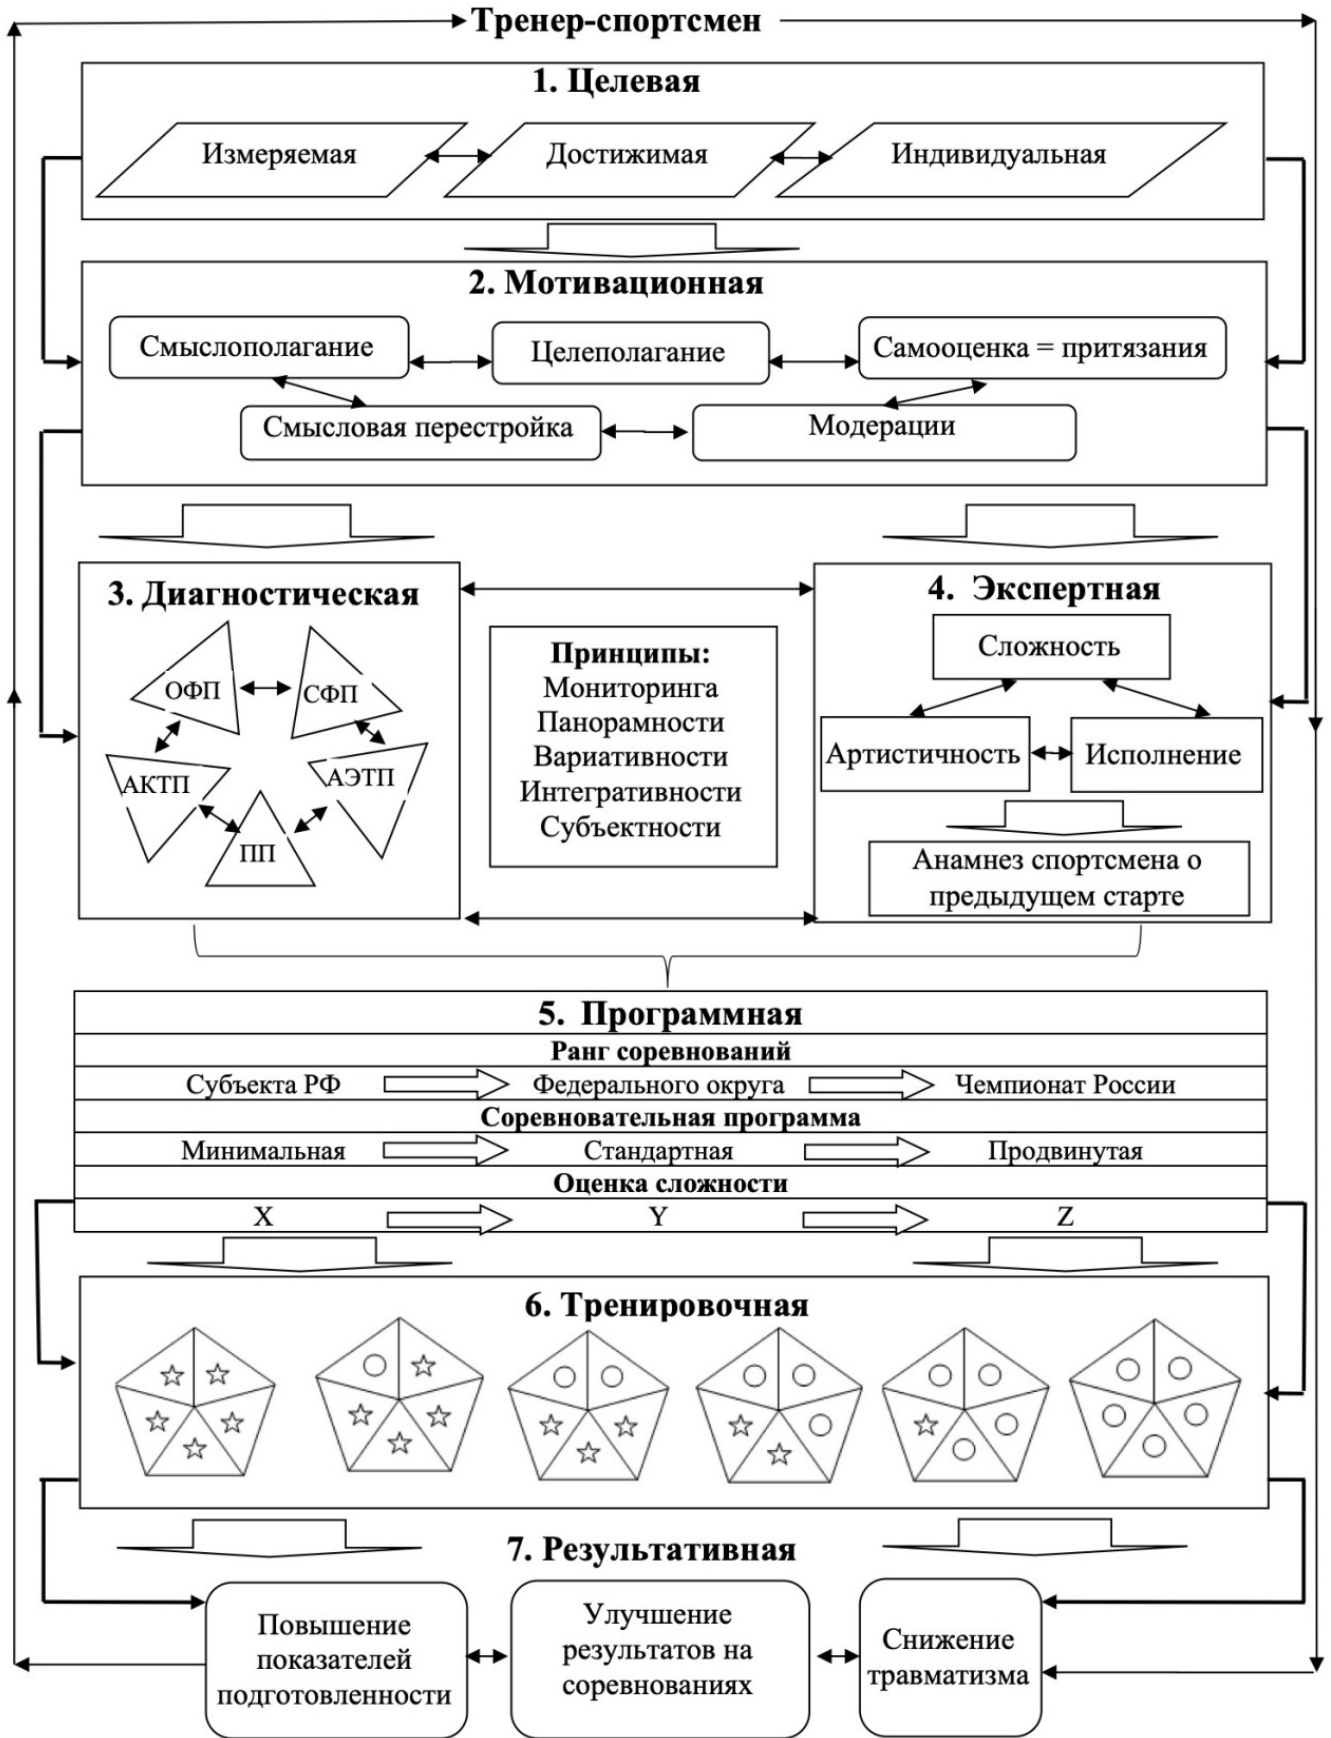 Тренер-спортсмен
1. Целевая
Измеряемая Достижимая Индивидуальная
2. Мотивационная
Смыслополагание Целеполагание Самооценка = притязания
Смысловая перестройка Модерации
3. Диагностическая
ОФП СФП
АКТП АЭТП
ПП
Принципы:
Мониторинга
Панорамности
Вариативности
Интегративности
Субъектности
4. Экспертная
Сложность
Артистичность Исполнение
Анамнез спортсмена о
предыдущем старте
5. Программная
Ранг соревнований
Субъекта РФ Федерального округа Чемпионат России
Соревновательная программа
Минимальная Стандартная Продвинутая
Оценка сложности
X Y Z
6. Тренировочная
7. Результативная
Повышение
показателей
подготовленности
Улучшение
результатов на
соревнованиях
Снижение
травматизма